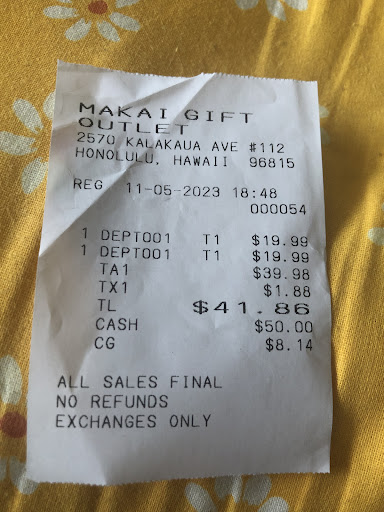 MAKAI GIFT
OUTLET
2570 KALAKAUA AVE #112
HONOLULU, HAWAII 96815
REG 11-05-2023 18:48
000054
1 DEPT001 T1 $19.99
1 DEPT001 T1 $19.99
TA1 $39.98
TX1 $1.88
TL $41.86
CASH $50.00
CG $8.14
ALL SALES FINAL
NO REFUNDS
EXCHANGES ONLY